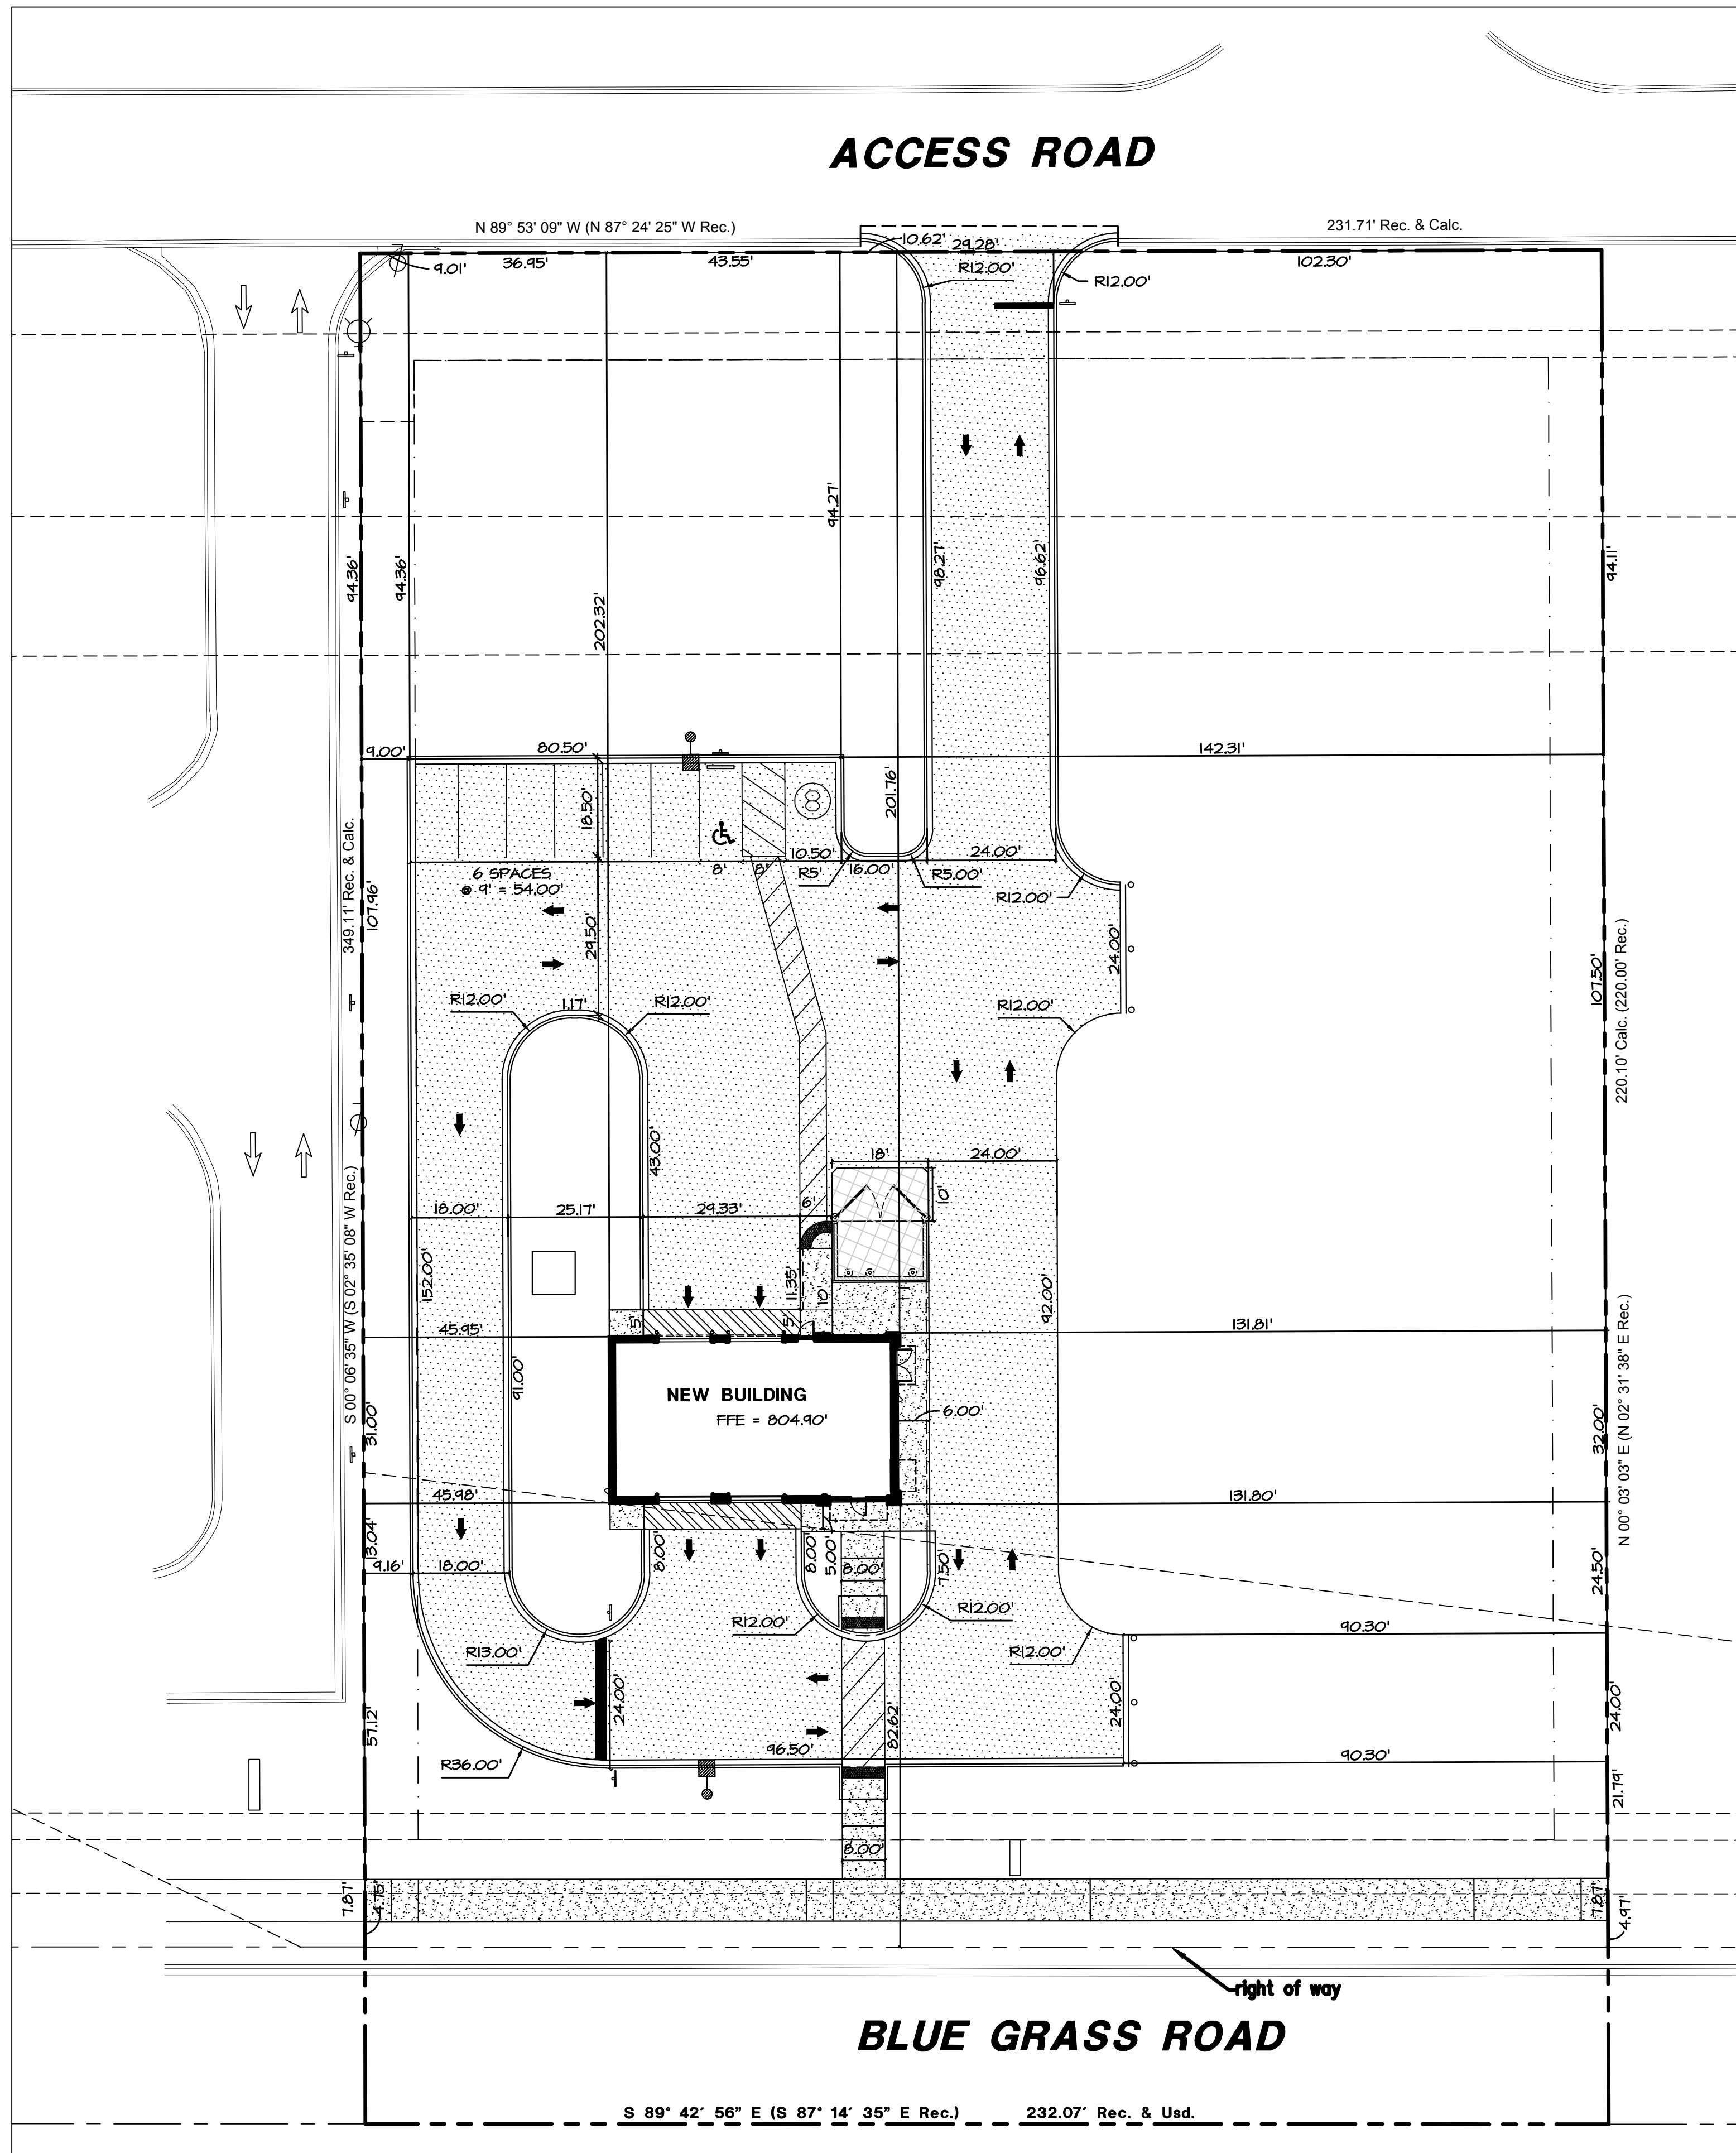 ACCESS ROAD
N 89° 53' 09" W (N 87° 24' 25" W Rec.)
231.71' Rec. & Calc.
10.62'
29.28'
9.01'
36.95'
43.55'
102.30'
R12.00'
R12.00'
94.27'
94.36'
94.36'
98.27'
96.62'
94.11'
202.32'
9.00'
80.50'
142.31'
18.50'
201.76'
349.11' Rec. & Calc.
107.96'
10.50'
24.00'
8'
8'
R5'
16.00'
R5.00'
6 SPACES
@ 9' = 54.00'
R12.00'
29.50'
24.00'
107.50'
220.10' Calc. (220.00' Rec.)
R12.00'
1.17'
R12.00'
R12.00'
43.00'
18'
24.00'
10'
18.00'
25.17'
29.33'
6'
S 00° 06' 35" W (S 02° 35' 08" W Rec.)
152.00'
11.35'
10'
92.00'
5'
5'
45.95'
131.81'
91.00'
NEW BUILDING
FFE = 804.90'
6.00'
31.00'
32.00'
N 00° 03' 03" E (N 02° 31' 38" E Rec.)
45.98'
131.80'
13.04'
9.16'
18.00'
8.00'
8.00'
5.00'
8.00'
7.50'
24.50'
R12.00'
R12.00'
R13.00'
R12.00'
90.30'
24.00'
24.00'
24.00'
57.12'
82.62'
96.50'
R36.00'
90.30'
21.79'
8.00'
7.87'
4.75'
7.87'
4.97'
right of way
BLUE GRASS ROAD
S 89° 42' 56" E (S 87° 14' 35" E Rec.)
232.07' Rec. & Usd.